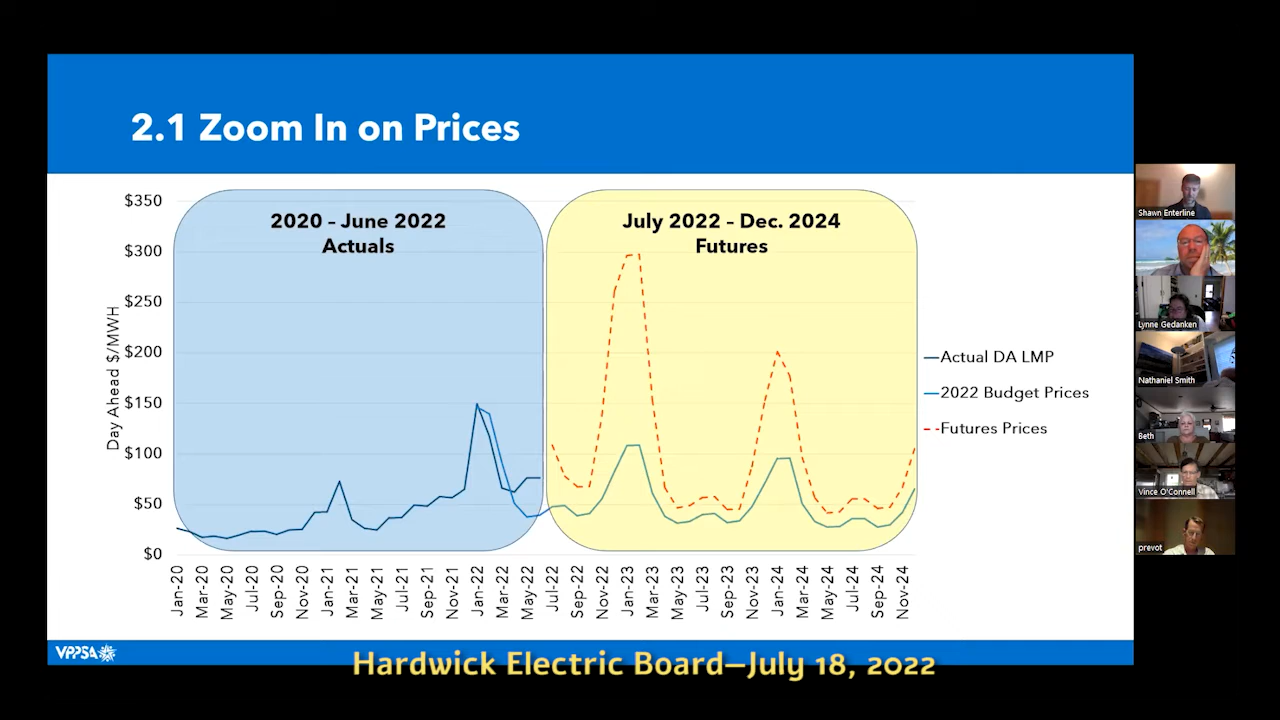 2.1 Zoom In on Prices
$350
$300
$250
$200
$150
$100
$50
$0
Day Ahead $/MWH
2020 – June 2022
Actuals
July 2022 – Dec. 2024
Futures
Jan-20
Mar-20
May-20
Jul-20
Sep-20
Nov-20
Jan-21
Mar-21
May-21
Jul-21
Sep-21
Nov-21
Jan-22
Mar-22
May-22
Jul-22
Sep-22
Nov-22
Jan-23
Mar-23
May-23
Jul-23
Sep-23
Nov-23
Jan-24
Mar-24
May-24
Jul-24
Sep-24
Nov-24
Actual DA LMP
2022 Budget Prices
Futures Prices
Shawn Enterline
Lynne Gedanken
Nathaniel Smith
Beth
Vince O'Connell
prevot
VPPSA
Hardwick Electric Board—July 18, 2022